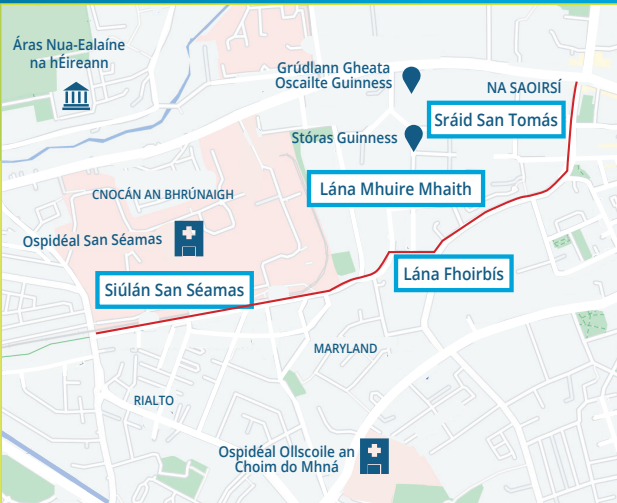 Áras Nua-Ealaíne
na hÉireann
Grúdlann Gheata
Oscailte Guinness
NA SAOIRSÍ
Sráid San Tomás
Stóras Guinness
Lána Mhuire Mhaith
CNOCÁN AN BHRÚNAIGH
Ospidéal San Séamas
Lána Fhoirbís
Siúlán San Séamas
MARYLAND
RIALTO
Ospidéal Ollscoile an
Choim do Mhná